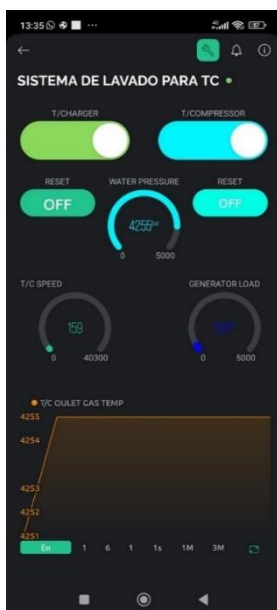 13:35
SISTEMA DE LAVADO PARA TC
T/CHARGER
T/COMPRESSOR
RESET
WATER PRESSURE
RESET
OFF
4255bar
OFF
0
5000
T/C SPEED
GENERATOR LOAD
159
0
40300
0
5000
T/C OULET GAS TEMP
4255
4254
4253
4252
4251
En
1
6
1
1s
1M
3M